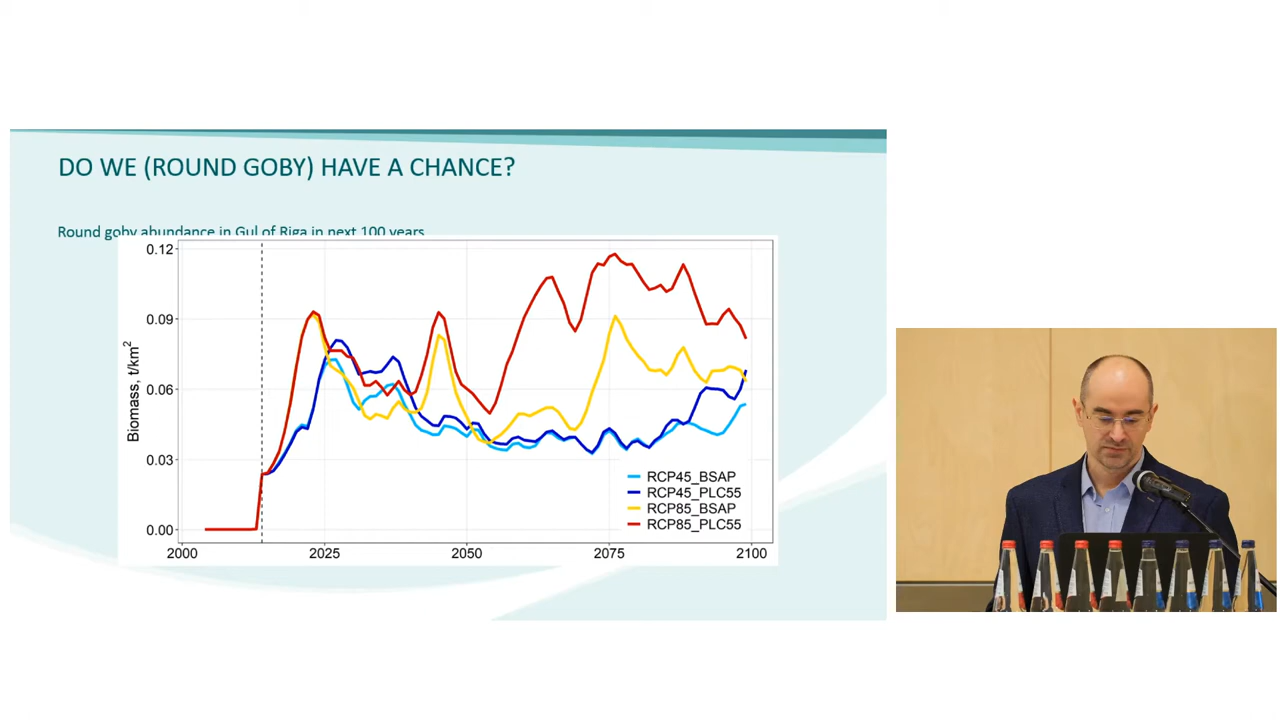 DO WE (ROUND GOBY) HAVE A CHANCE?
Round goby abundance in Gul of Riga in next 100 years
0.12
0.09
0.06
0.03
0.00
Biomass, t/km²
2000
2025
2050
2075
2100
RCP45_BSAP
RCP45_PLC55
RCP85_BSAP
RCP85_PLC55